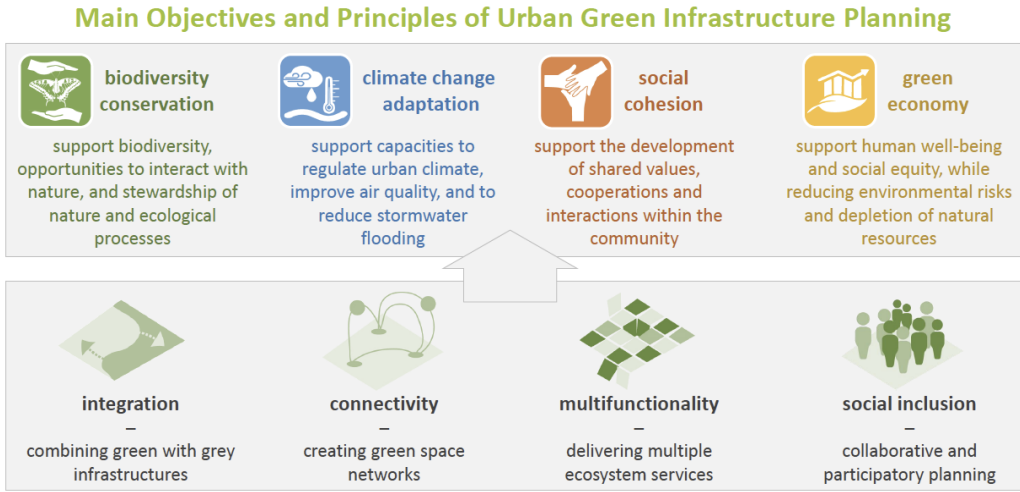 Main Objectives and Principles of Urban Green Infrastructure Planning
biodiversity
conservation
support biodiversity,
opportunities to interact with
nature, and stewardship of
nature and ecological
processes
climate change
adaptation
support capacities to
regulate urban climate,
improve air quality, and to
reduce stormwater
flooding
social
cohesion
support the development
of shared values,
cooperations and
interactions within the
community
green
economy
support human well-being
and social equity, while
reducing environmental risks
and depletion of natural
resources
integration
–
combining green with grey
infrastructures
connectivity
–
creating green space
networks
multifunctionality
–
delivering multiple
ecosystem services
social inclusion
–
collaborative and
participatory planning